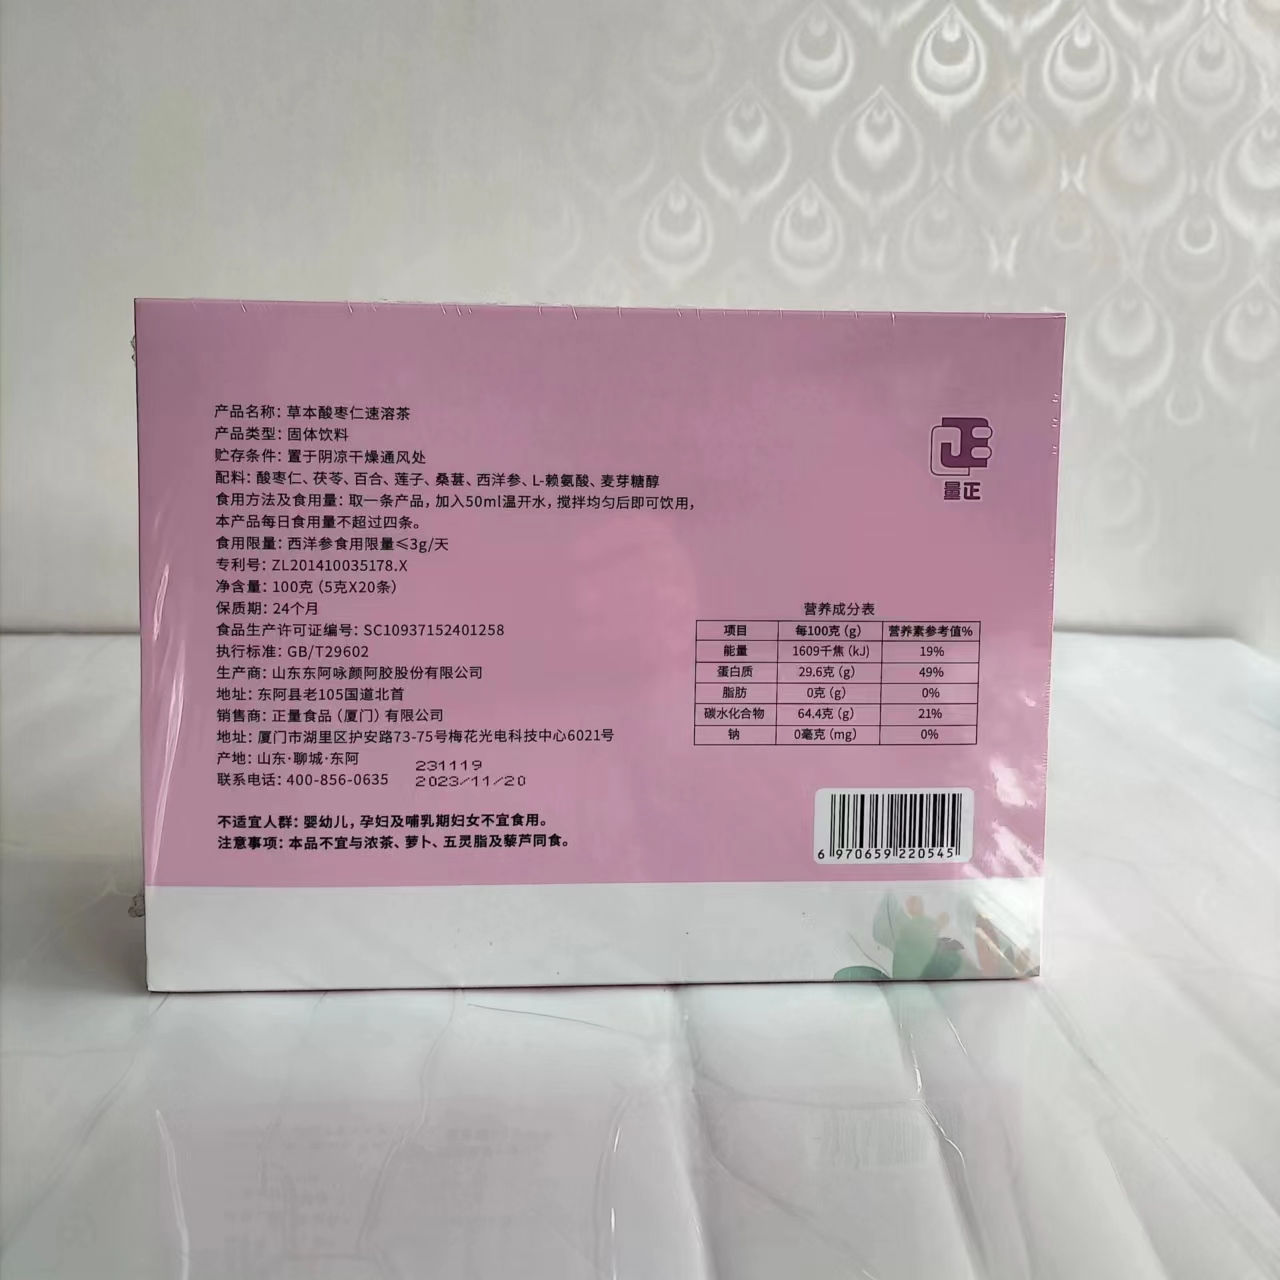 产品名称：草本酸枣仁速溶茶
产品类型：固体饮料
贮存条件：置于阴凉干燥通风处
配料：酸枣仁、茯苓、百合、莲子、桑葚、西洋参、L-赖氨酸、麦芽糖醇
食用方法及食用量：取一条产品，加入50ml温开水，搅拌均匀后即可饮用，
本产品每日食用量不超过四条。
食用限量：西洋参食用限量≤3g/天
专利号：ZL201410035178.X
净含量：100克（5克X20条）
保质期：24个月
食品生产许可证编号：SC10937152401258
执行标准：GB/T29602
生产商：山东东阿咏颜阿胶股份有限公司
地址：东阿县老105国道北首
销售商：正量食品（厦门）有限公司
地址：厦门市湖里区护安路73-75号梅花光电科技中心6021号
产地：山东·聊城·东阿
联系电话：400-856-0635
231119
2023/11/20
不适宜人群：婴幼儿，孕妇及哺乳期妇女不宜食用。
注意事项：本品不宜与浓茶、萝卜、五灵脂及藜芦同食。
量正
营养成分表
项目 每100克（g） 营养素参考值%
能量 1609千焦（kJ） 19%
蛋白质 29.6克（g） 49%
脂肪 0克（g） 0%
碳水化合物 64.4克（g） 21%
钠 0毫克（mg） 0%
6 970659 220545